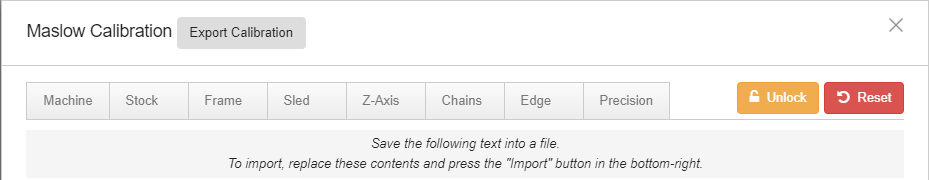 Maslow Calibration Export Calibration
Machine Stock Frame Sled Z-Axis Chains Edge Precision Unlock Reset
Save the following text into a file.
To import, replace these contents and press the "Import" button in the bottom-right.